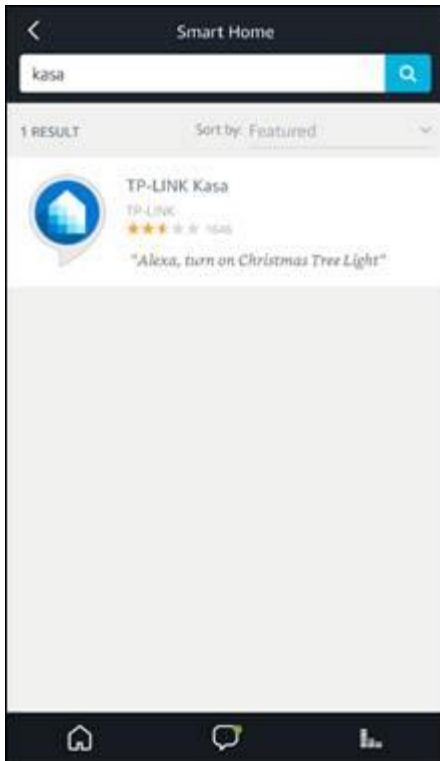 Smart Home
kasa
1 RESULT
Sort by: Featured
TP-LINK Kasa
TP-LINK
1646
"Alexa, turn on Christmas Tree Light"